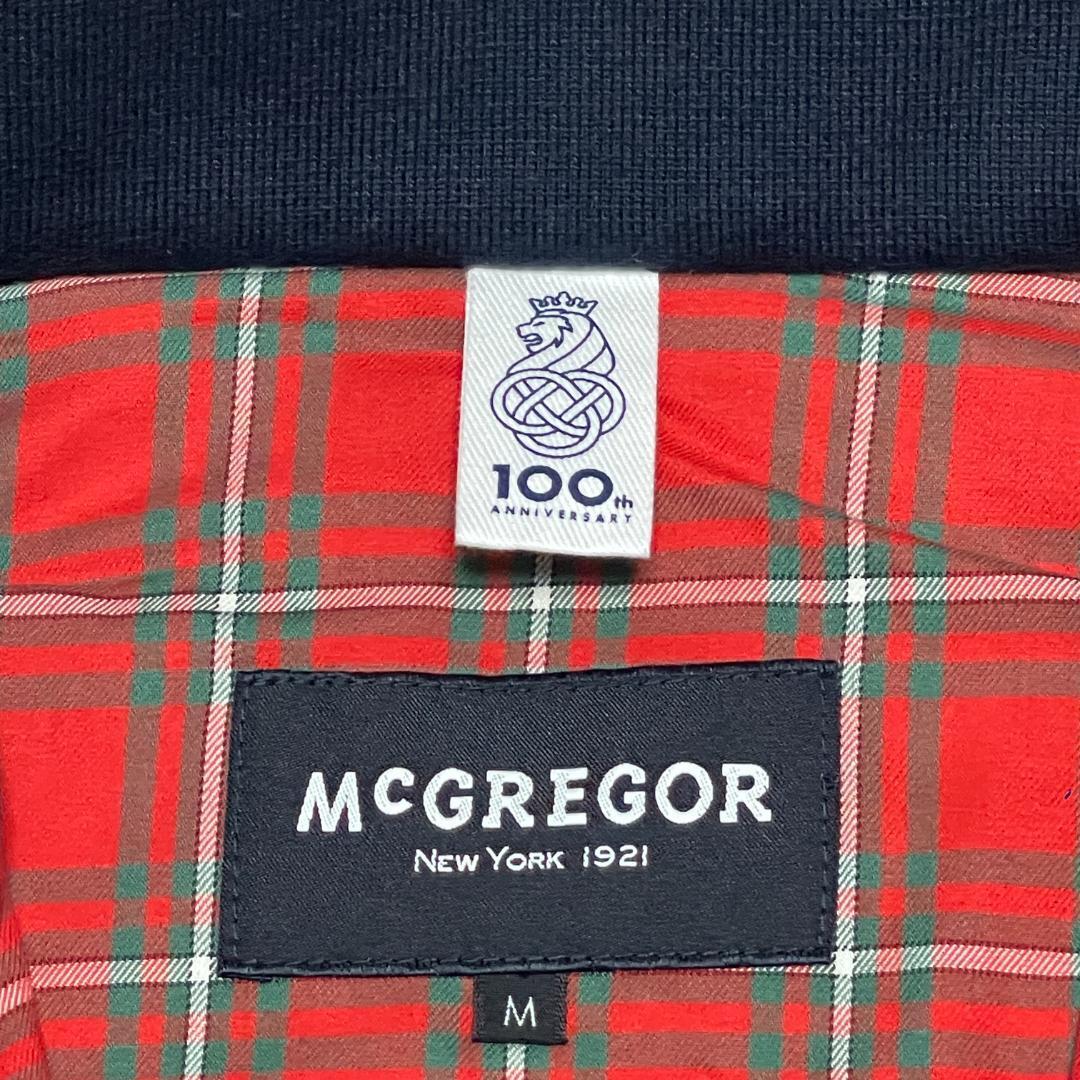 100th
ANNIVERSARY
McGREGOR
NEW YORK 1921
M